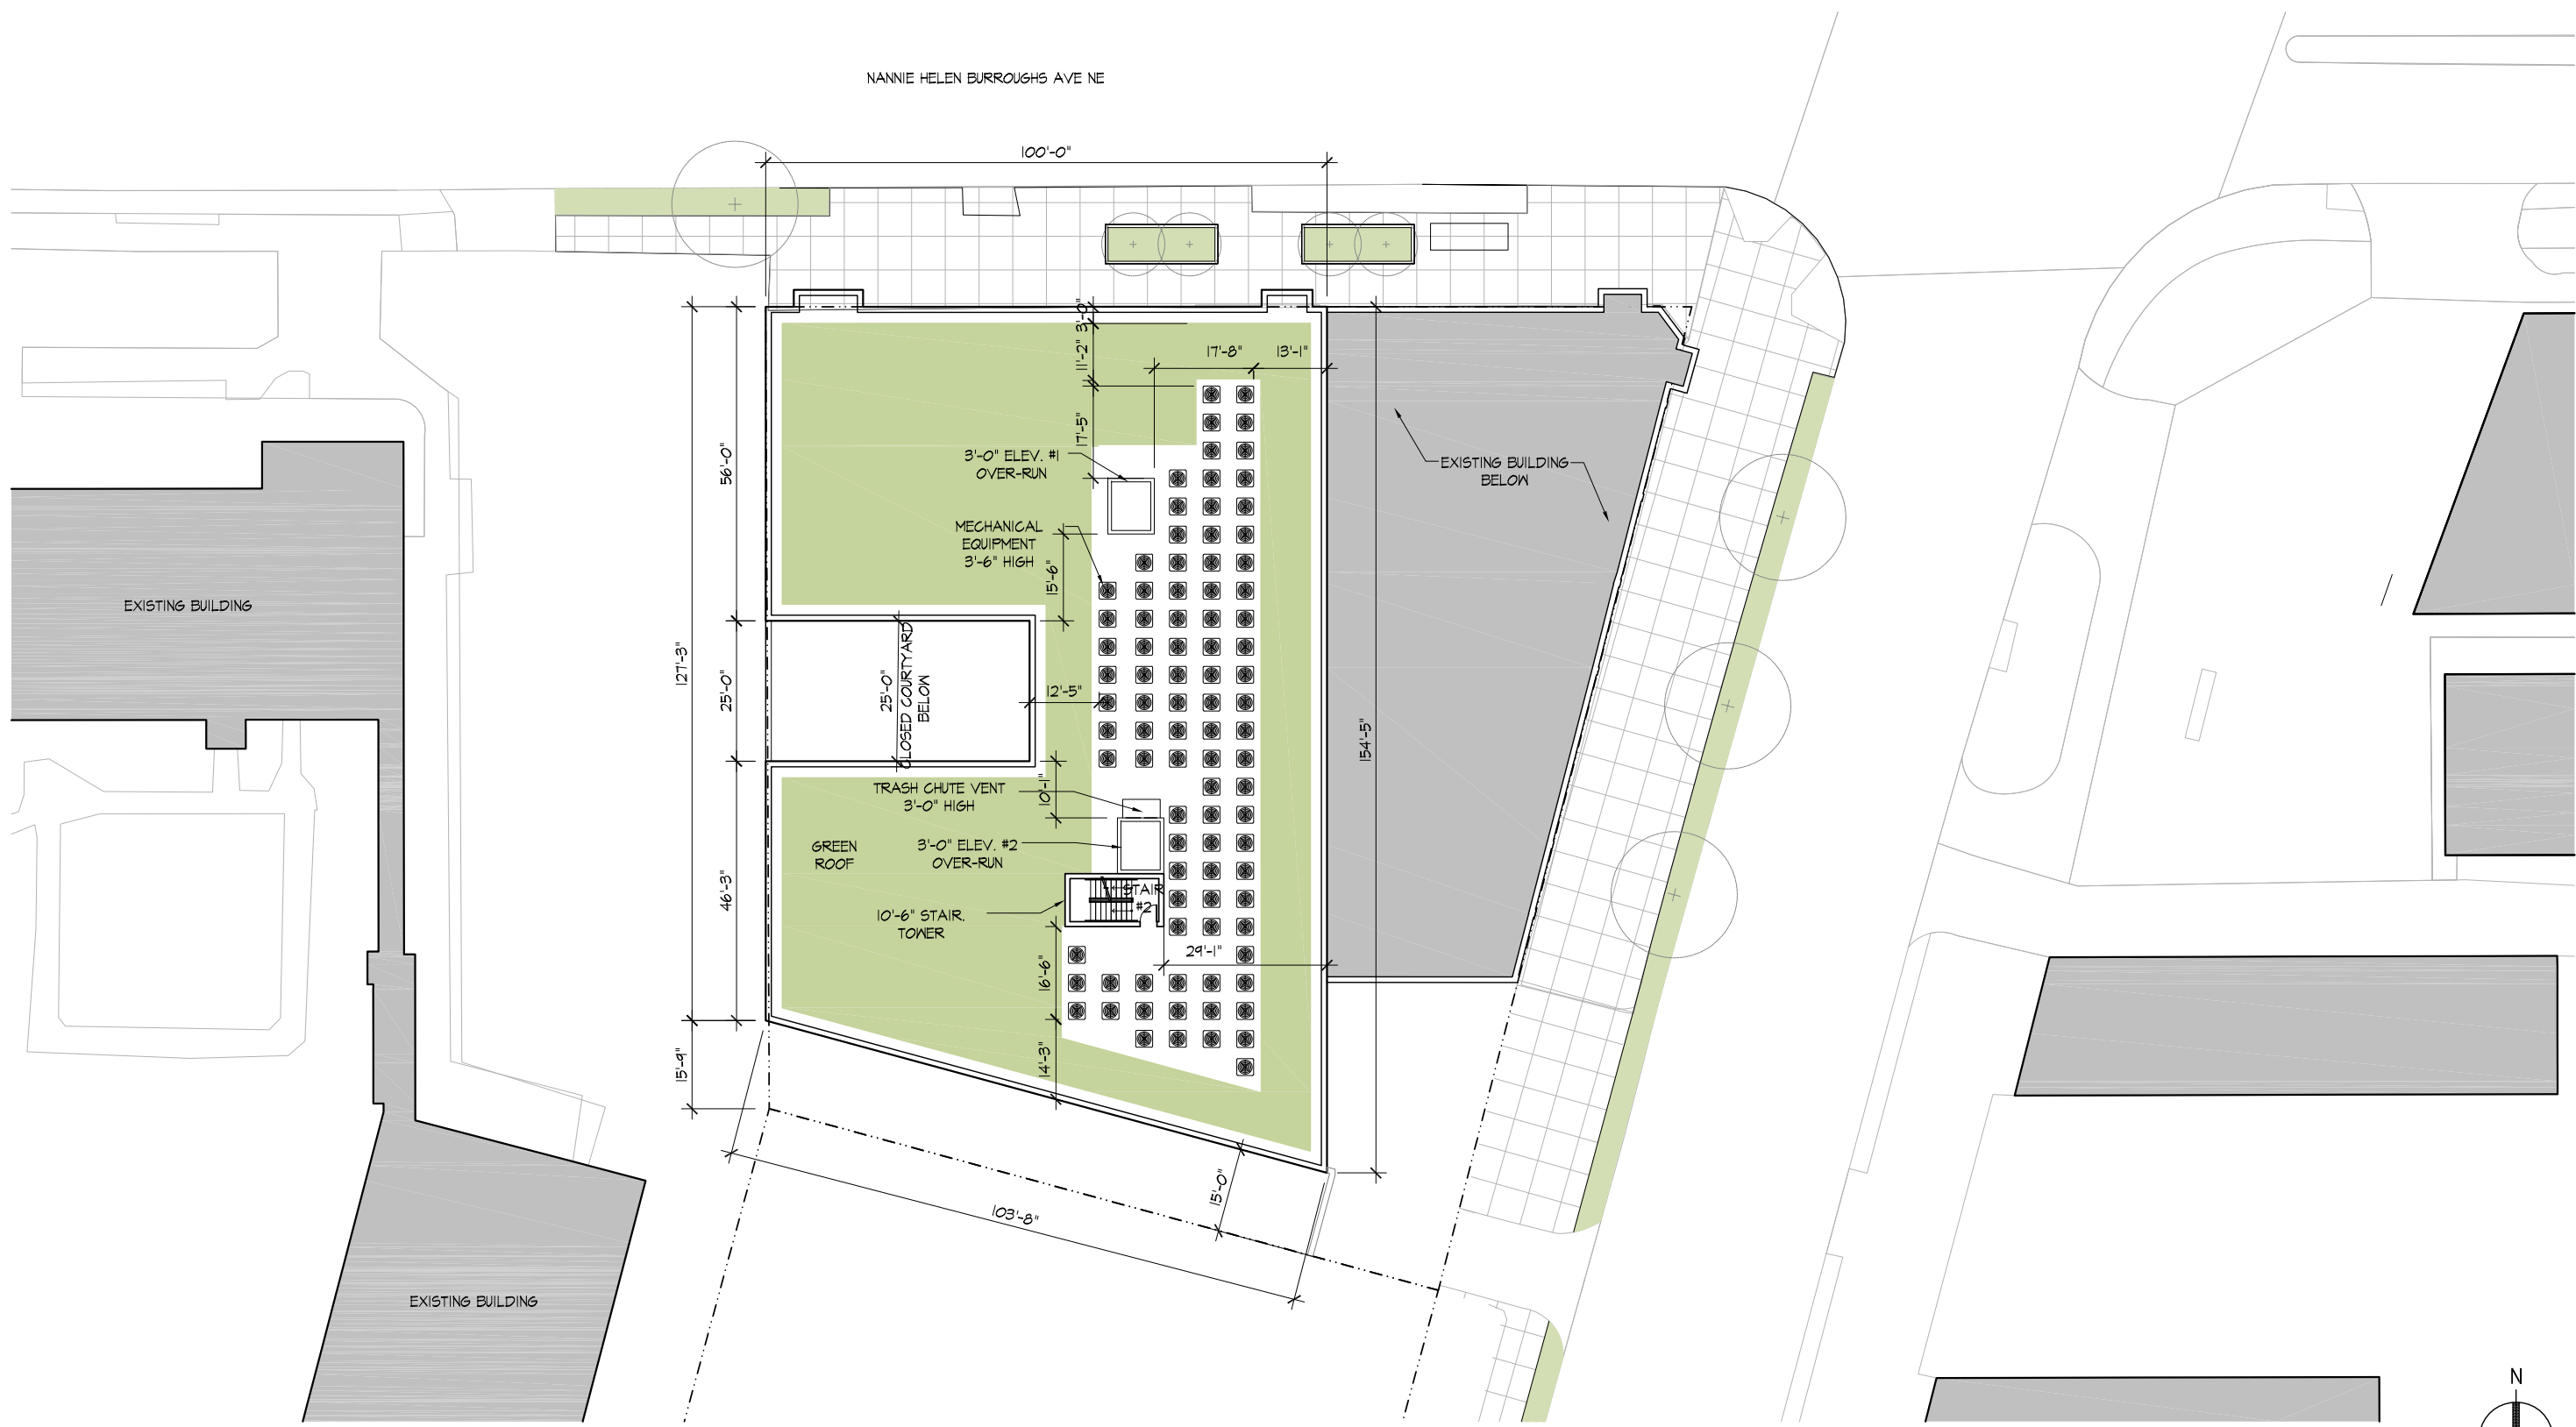 NANNIE HELEN BURROUGHS AVE NE
100'-0"
3'-0"
11'-2"
17'-8"
13'-1"
17'-5"
56'-0"
3'-0" ELEV. #1
OVER-RUN
EXISTING BUILDING
BELOW
MECHANICAL
EQUIPMENT
3'-6" HIGH
15'-6"
EXISTING BUILDING
127'-3"
25'-0"
25'-0"
CLOSED COURTYARD
BELOW
12'-5"
154'-5"
10'-1"
TRASH CHUTE VENT
3'-0" HIGH
GREEN
ROOF
3'-0" ELEV. #2
OVER-RUN
46'-3"
STAIR
#2
10'-6" STAIR.
TOWER
29'-1"
16'-6"
14'-3"
15'-9"
15'-0"
103'-8"
EXISTING BUILDING
N